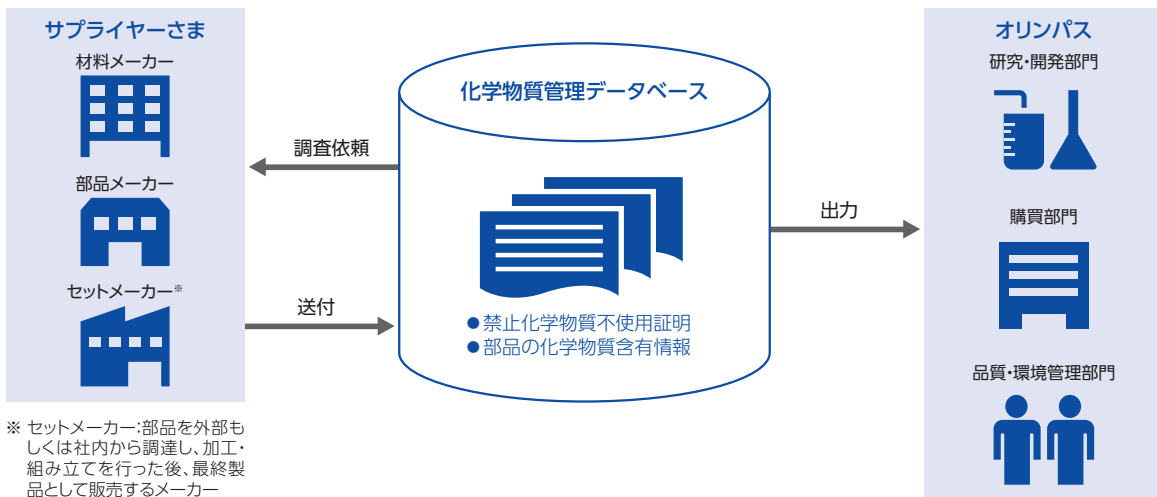 サプライヤーさま
材料メーカー
部品メーカー
セットメーカー※
※ セットメーカー:部品を外部も
しくは社内から調達し、加工・
組み立てを行った後、最終製
品として販売するメーカー
調査依頼
送付
化学物質管理データベース
●禁止化学物質不使用証明
●部品の化学物質含有情報
出力
オリンパス
研究・開発部門
購買部門
品質・環境管理部門